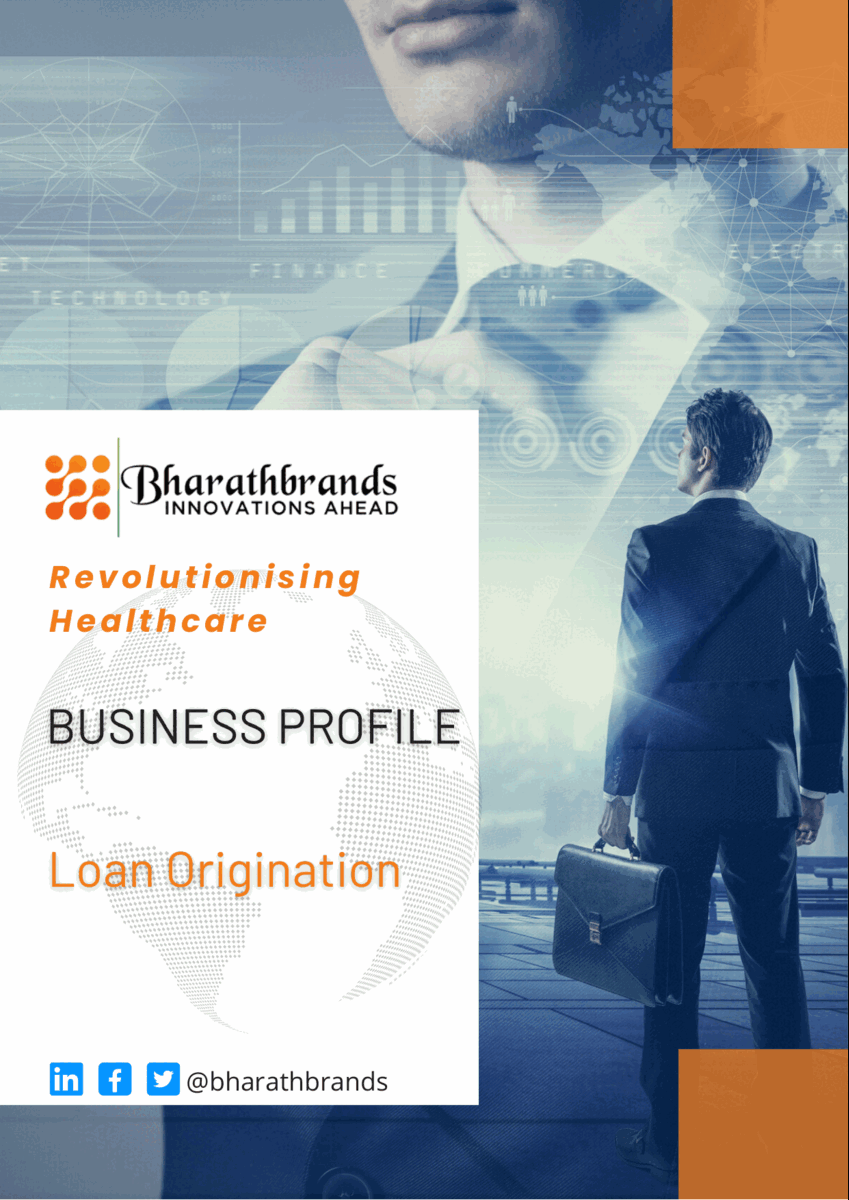 FINANCE
TECHNOLOGY
Bharathbrands
INNOVATIONS AHEAD
Revolutionising
Healthcare
BUSINESS PROFILE
Loan Origination
@bharathbrands